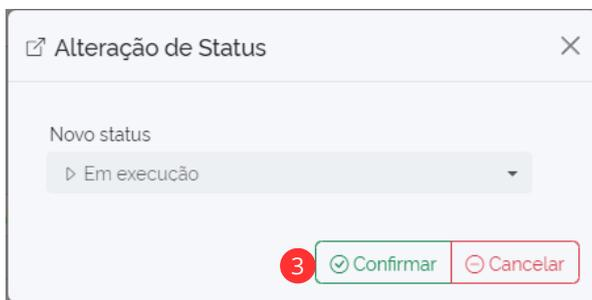 Alteração de Status
Novo status
Em execução
3 Confirmar Cancelar